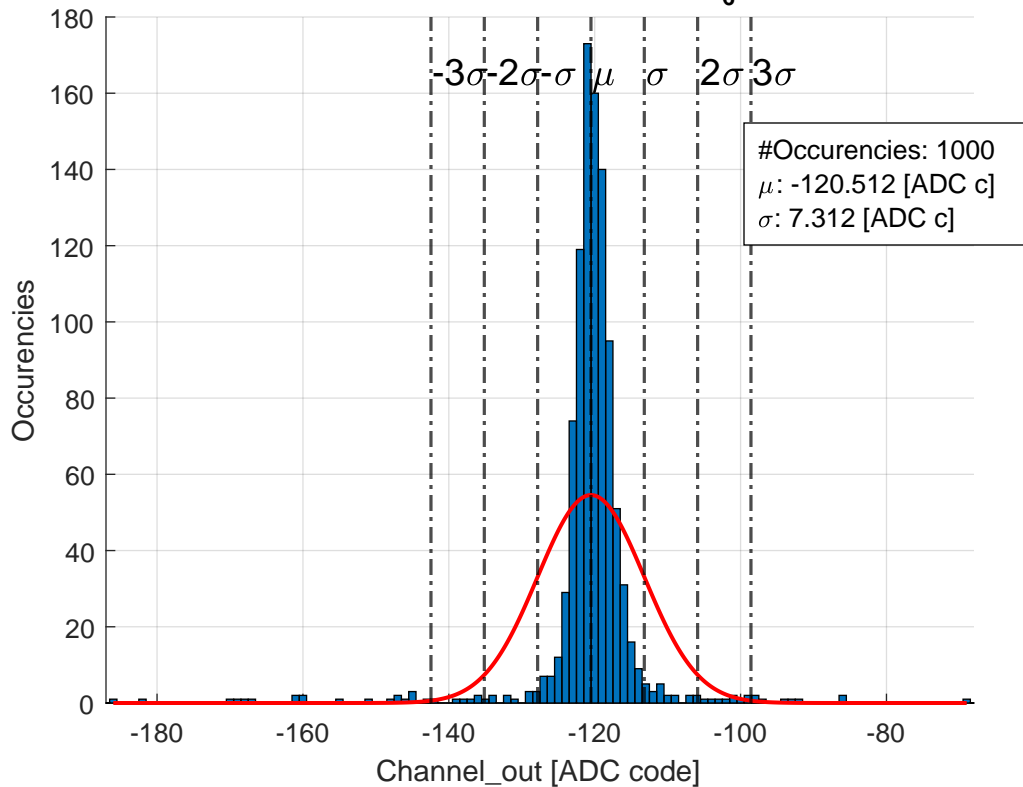 180
-3σ -2σ -σ μ σ 2σ 3σ
160
#Occurencies: 1000
μ: -120.512 [ADC c]
σ: 7.312 [ADC c]
140
120
100
80
60
40
20
0
Occurencies
-180 -160 -140 -120 -100 -80
Channel_out [ADC code]